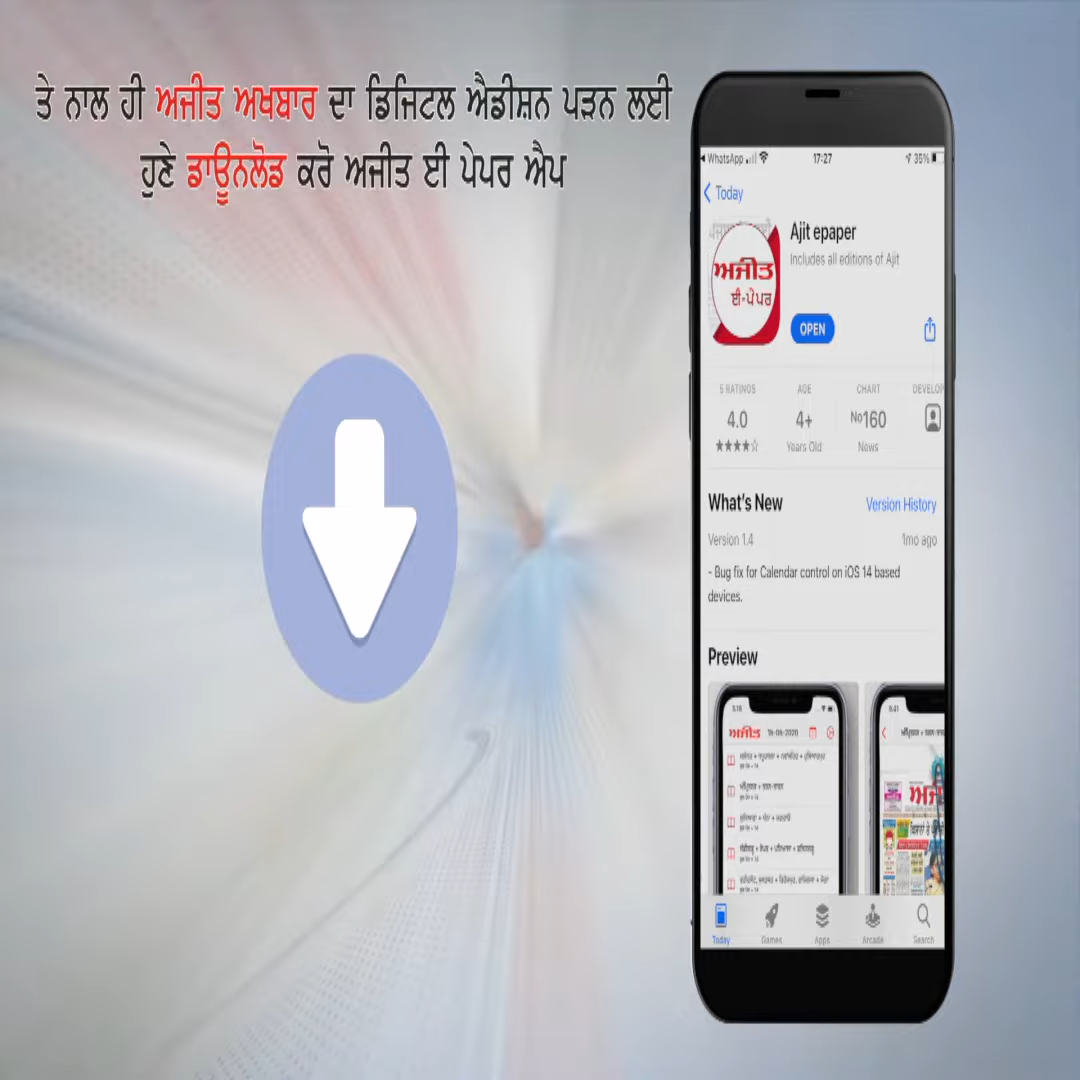 ਤੇ ਨਾਲ ਹੀ ਅਜੀਤ ਅਖਬਾਰ ਦਾ ਡਿਜਿਟਲ ਐਡੀਸ਼ਨ ਪੜਨ ਲਈ
ਹੁਣੇ ਡਾਊਨਲੋਡ ਕਰੋ ਅਜੀਤ ਈ ਪੇਪਰ ਐਪ
WhatsApp 17:27 35%
Today
Ajit epaper
Includes all editions of Ajit
ਅਜੀਤ
ਈ-ਪੇਪਰ
OPEN
5 RATINGS AGE CHART DEVELOP
4.0 4+ No160
Years Old News
What's New Version History
Version 1.4 1mo ago
- Bug fix for Calendar control on iOS 14 based
devices.
Preview
ਅਜੀਤ
ਅਜੀ
Today Games Apps Arcade Search